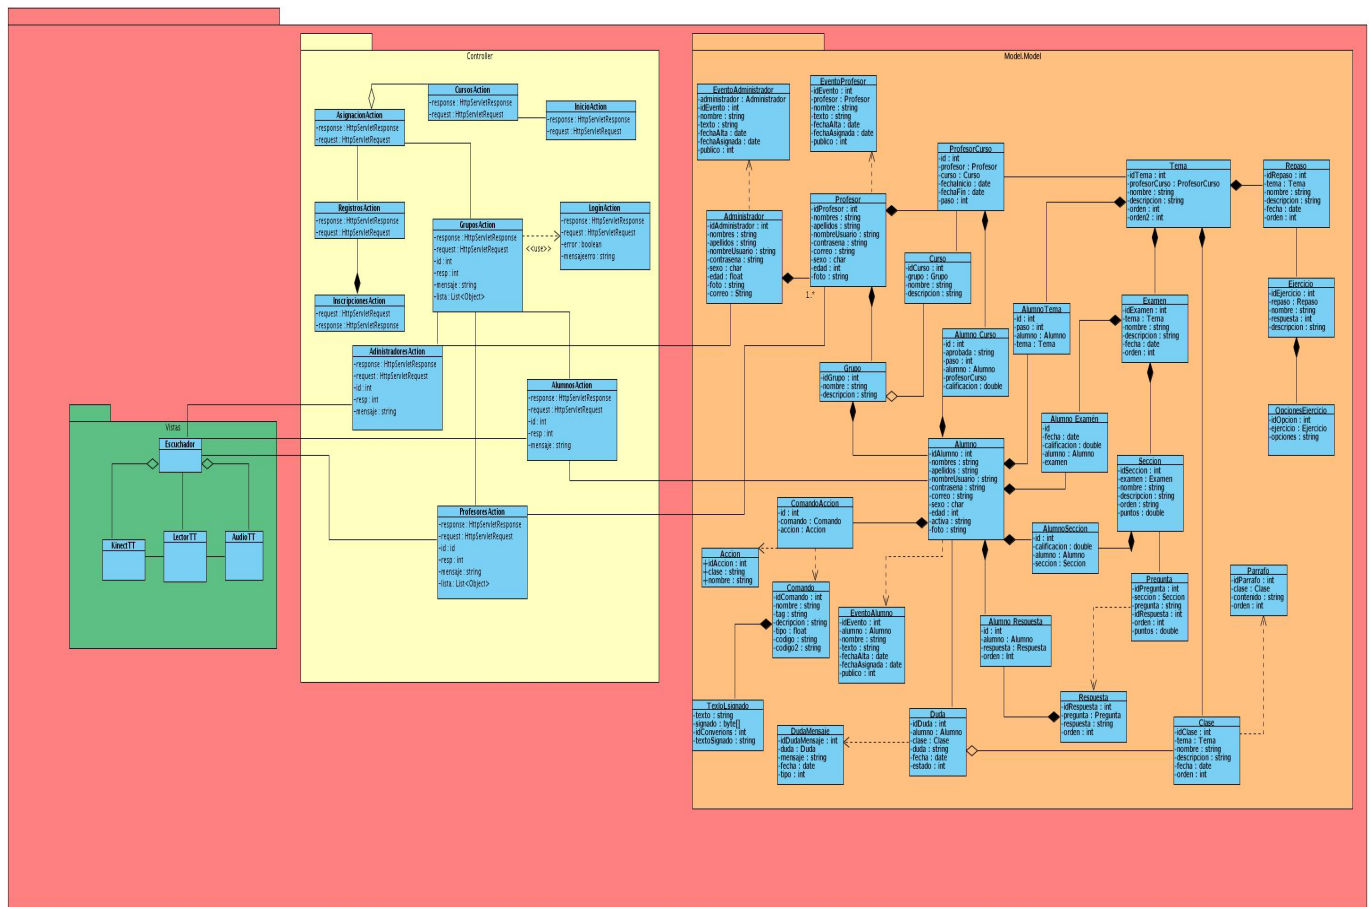 Controller
CursosAction
-response : HttpServletResponse
-request : HttpServletRequest
InicioAction
-response : HttpServletResponse
-request : HttpServletRequest
AsignacionAction
-response : HttpServletResponse
-request : HttpServletRequest
RegistrosAction
-response : HttpServletResponse
-request : HttpServletRequest
GruposAction
-response : HttpServletResponse
-request : HttpServletRequest
-id : int
-resp : int
-mensaje : string
-lista : List<Object>
<<use>>
LoginAction
-response : HttpServletResponse
-request : HttpServletRequest
-error : boolean
-mensajeerro : string
InscripcionesAction
-request : HttpServletRequest
-response : HttpServletResponse
AdinistradoresAction
-response : HttpServletResponse
-request : HttpServletRequest
-id : int
-resp : int
-mensaje : string
AlumnosAction
-response : HttpServletResponse
-request : HttpServletRequest
-id : int
-resp : int
-mensaje : string
ProfesoresAction
-response : HttpServletResponse
-request : HttpServletRequest
-id : id
-resp : int
-mensaje : string
-lista : List<Object>
Vistas
Escuchador
KinectTT
LectorTT
AudioTT
Model.Model
EventoAdministrador
-administrador : Administrador
-idEvento : int
-nombre : string
-texto : string
-fechaAlta : date
-fechaAsignada : date
-publico : int
EventoProfesor
-idEvento : int
-profesor : Profesor
-nombre : string
-texto : string
-fechaAlta : date
-fechaAsignada : date
-publico : int
ProfesorCurso
-id : int
-profesor : Profesor
-curso : Curso
-fechaInicio : date
-fechaFin : date
-paso : int
Tema
-idTema : int
-profesorCurso : ProfesorCurso
-nombre : string
-descripcion : string
-orden : int
-orden2 : int
Repaso
-idRepaso : int
-tema : Tema
-nombre : string
-descripcion : string
-fecha : date
-orden : int
Administrador
-idAdministrador : int
-nombres : string
-apellidos : string
-nombreUsuario : string
-contrasena : string
-sexo : char
-edad : float
-foto : string
-correo : String
Profesor
-idProfesor : int
-nombres : string
-apellidos : string
-nombreUsuario : string
-contrasena : string
-correo : string
-sexo : char
-edad : int
-foto : string
1..*
Curso
-idCurso : int
-grupo : Grupo
-nombre : string
-descripcion : string
Ejercicio
-idEjercicio : int
-repaso : Repaso
-nombre : string
-respuesta : int
-descripcion : string
AlumnoTema
-id : int
-paso : int
-alumno : Alumno
-tema : Tema
Examen
-idExamen : int
-tema : Tema
-nombre : string
-descripcion : string
-fecha : date
-orden : int
Alumno_Curso
-id : int
-aprobada : string
-paso : int
-alumno : Alumno
-profesorCurso
-calificacion : double
Grupo
-idGrupo : int
-nombre : string
-descripcion : string
OpcionesEjercicio
-idOpcion : int
-ejercicio : Ejercicio
-opciones : string
Alumno_Examen
-id
-fecha : date
-calificacion : double
-alumno : Alumno
-examen
Alumno
-idAlumno : int
-nombres : string
-apellidos : string
-nombreUsuario : string
-contrasena : string
-correo : string
-sexo : char
-edad : int
-activa : string
-foto : string
Seccion
-idSeccion : int
-examen : Examen
-nombre : string
-descripcion : string
-orden : string
-puntos : double
ComandoAccion
-id : int
-comando : Comando
-accion : Accion
AlumnoSeccion
-id : int
-calificacion : double
-alumno : Alumno
-seccion : Seccion
Accion
+idAccion : int
+clase : string
+nombre : string
Comando
-idComando : int
-nombre : string
-tag : string
-decripcion : string
-tipo : float
-codigo : string
-codigo2 : string
Pregunta
-idPregunta : int
-seccion : Seccion
-pregunta : string
-idRespuesta : int
-orden : int
-puntos : double
Parrafo
-idParrafo : int
-clase : Clase
-contenido : string
-orden : int
EventoAlumno
-idEvento : int
-alumno : Alumno
-nombre : string
-texto : string
-fechaAlta : date
-fechaAsignada : date
-publico : int
Alumno_Respuesta
-id : int
-alumno : Alumno
-respuesta : Respuesta
-orden : Int
TextoLsignado
-texto : string
-signado : byte[]
-idConverions : int
-textoSignado : string
DudaMensaje
-idDudaMensaje : int
-duda : Duda
-mensaje : string
-fecha : date
-tipo : int
Duda
-idDuda : int
-alumno : Alumno
-clase : Clase
-duda : string
-fecha : date
-estado : int
Respuesta
-idRespuesta : int
-pregunta : Pregunta
-respuesta : string
-orden : int
Clase
-idClase : int
-tema : Tema
-nombre : string
-descripcion : string
-fecha : date
-orden : int